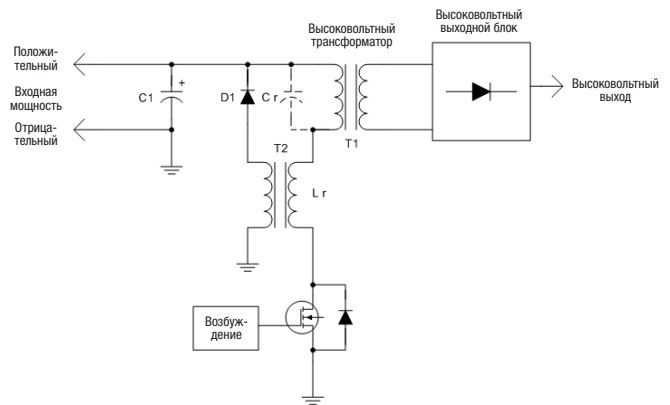 Высоковольтный
трансформатор
Высоковольтный
выходной блок
Положи-
тельный
Входная
мощность
Отрица-
тельный
C1
+
D1
C r
T1
Высоковольтный
выход
T2
L r
Возбуж-
дение